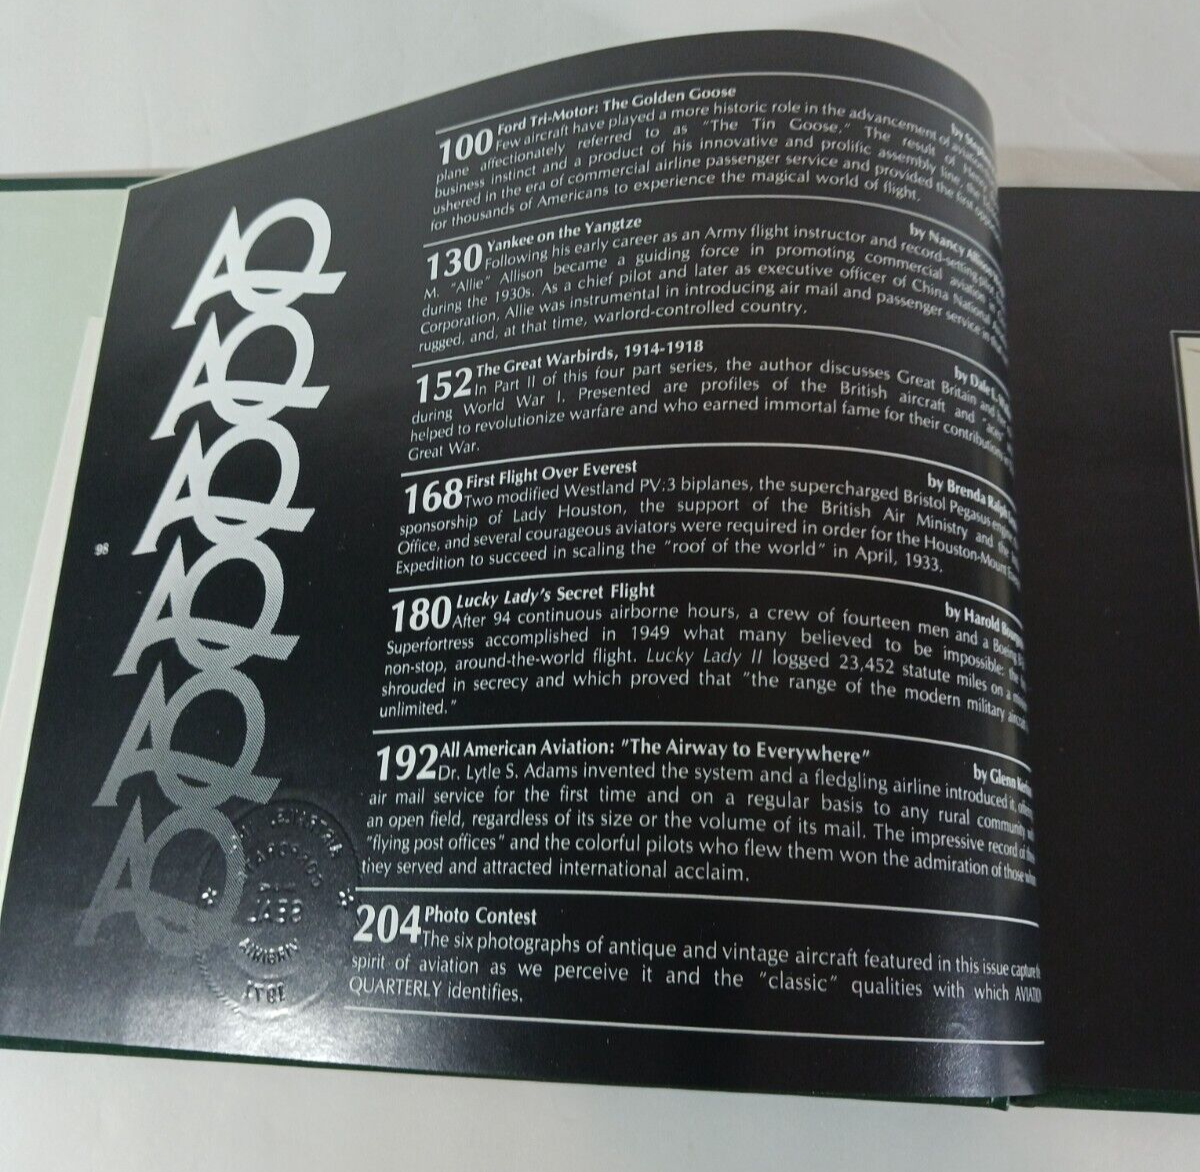 98
100 Ford Tri-Motor: The Golden Goose by
Few aircraft have played a more historic role in the advancement of
plane affectionately referred to as "The Tin Goose." The result of Henry
business instinct and a product of his innovative and prolific assembly line, the
ushered in the era of commercial airline passenger service and provided the first
for thousands of Americans to experience the magical world of flight.
130 Yankee on the Yangtze by Nancy Allison
Following his early career as an Army flight instructor and record-setting
M. "Allie" Allison became a guiding force in promoting commercial aviation
during the 1930s. As a chief pilot and later as executive officer of China National
Corporation, Allie was instrumental in introducing air mail and passenger service
rugged, and, at that time, warlord-controlled country.
152 The Great Warbirds, 1914-1918 by Dale L.
In Part II of this four part series, the author discusses Great Britain and
during World War I. Presented are profiles of the British aircraft and "aces"
helped to revolutionize warfare and who earned immortal fame for their contributions
Great War.
168 First Flight Over Everest by Brenda Ralph
Two modified Westland PV:3 biplanes, the supercharged Bristol Pegasus
sponsorship of Lady Houston, the support of the British Air Ministry and the
Office, and several courageous aviators were required in order for the Houston-Mount
Expedition to succeed in scaling the "roof of the world" in April, 1933.
180 Lucky Lady's Secret Flight by Harold
After 94 continuous airborne hours, a crew of fourteen men and a Boeing
Superfortress accomplished in 1949 what many believed to be impossible: the
non-stop, around-the-world flight. Lucky Lady II logged 23,452 statute miles on a
shrouded in secrecy and which proved that "the range of the modern military
unlimited."
192 All American Aviation: "The Airway to Everywhere" by Glenn
Dr. Lytle S. Adams invented the system and a fledgling airline introduced it,
air mail service for the first time and on a regular basis to any rural community
an open field, regardless of its size or the volume of its mail. The impressive record of
"flying post offices" and the colorful pilots who flew them won the admiration of those
they served and attracted international acclaim.
204 Photo Contest
The six photographs of antique and vintage aircraft featured in this issue capture
spirit of aviation as we perceive it and the "classic" qualities with which AVIATION
QUARTERLY identifies.